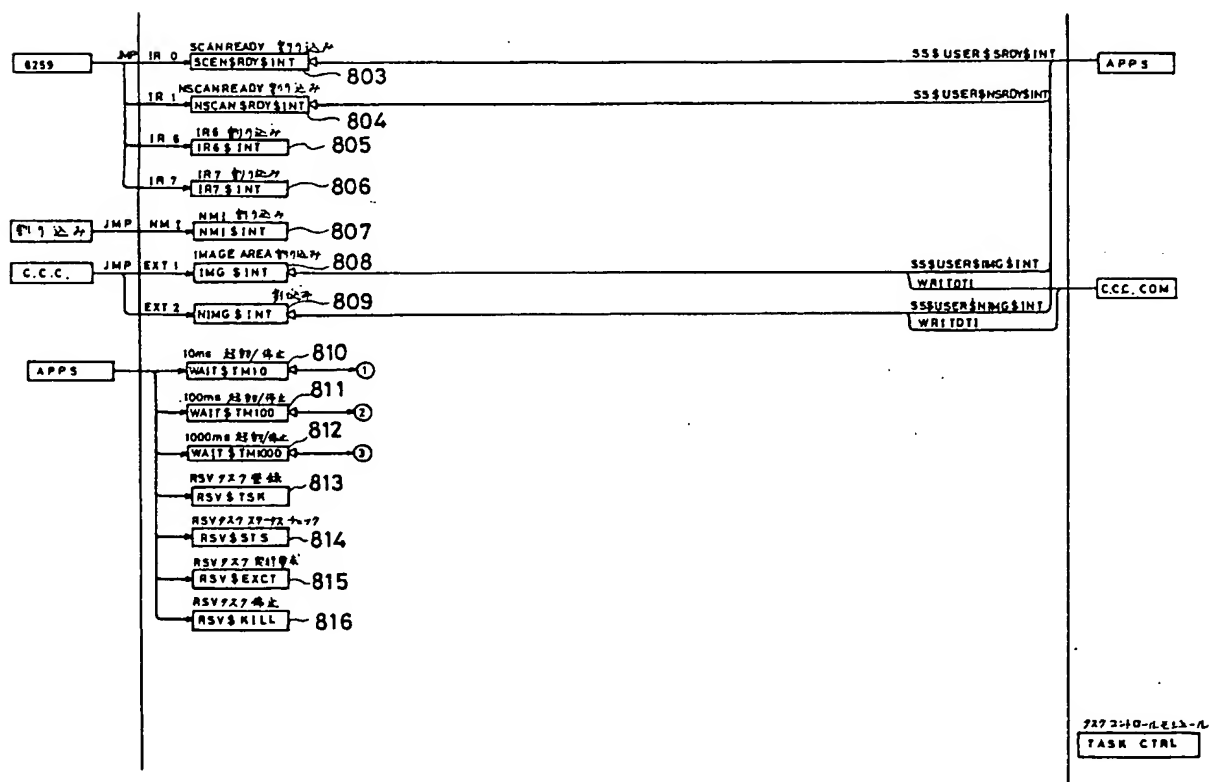 SCANREADY 割り込み
8259 JMP IR 0 SCEN$RDY$INT 803 SS$USER$SRDY$INT APPS
NSCANREADY 割り込み
IR 1 NSCAN$RDY$INT 804 SS$USER$NSRDY$INT
IR6 割り込み
IR 6 IR6$INT 805
IR7 割り込み
IR 7 IR7$INT 806
NMI 割り込み
割り込み JMP NMI NMI$INT 807
IMAGE AREA 割り込み
C.C.C. JMP EXT 1 IMG$INT 808 SS$USER$IMG$INT
WRITDTI C.C.C.COM
割込み
EXT 2 NIMG$INT 809 SS$USER$NIMG$INT
WRITDTI
10ms 起動/停止
APPS WAIT$TM10 810 ①
100ms 起動/停止
WAIT$TM100 811 ②
1000ms 起動/停止
WAIT$TM1000 812 ③
RSVタスク登録
RSV$TSK 813
RSVタスクステータスチェック
RSV$STS 814
RSVタスク実行要求
RSV$EXCT 815
RSVタスク停止
RSV$KILL 816
タスクコントロールモジュール
TASK CTRL